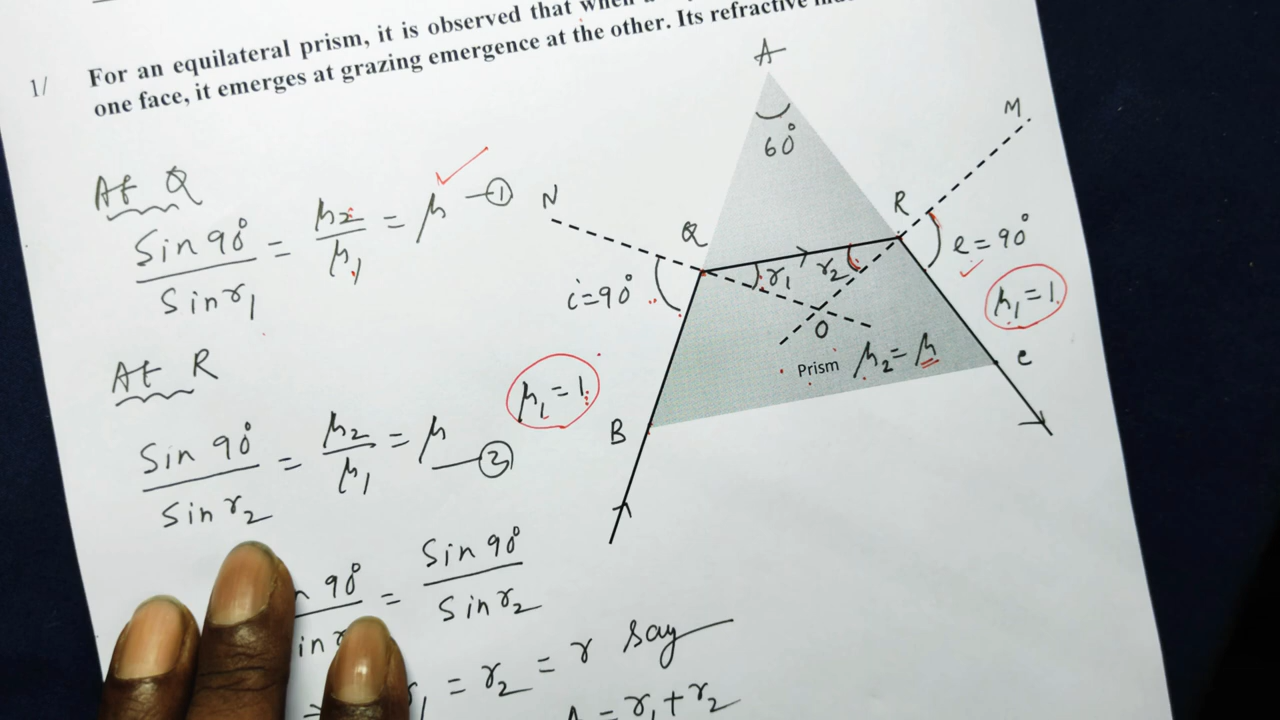 1/ For an equilateral prism, it is observed that when
one face, it emerges at grazing emergence at the other. Its refractive
At Q
Sin 90° / Sin r₁ = μ₂ / μ₁ = μ — ①
At R
Sin 90° / Sin r₂ = μ₂ / μ₁ = μ — ②
90° / = Sin 90° / Sin r₂
= r₂ = r say
= r₁ + r₂
A
60°
M
N
Q
R
i = 90°
r₁
r₂
e = 90°
μ₁ = 1
O
Prism μ₂ = μ
μ₁ = 1
B
c